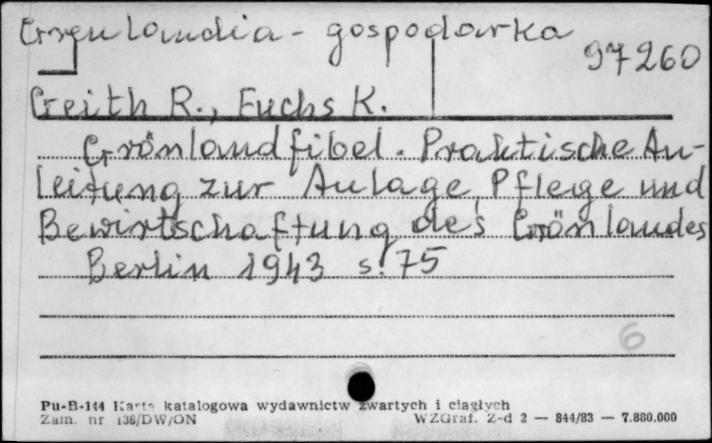 Grenlandia - gospodarka
97260
Geith R., Fuchs K.
Grönlandfibel. Praktische An-
leitung zur Anlage, Pflege und
Bewirtschaftung des Grönlandes
Berlin 1943 s. 75
6
Pu-B-144 Karta katalogowa wydawnictw zwartych i ciągłych
Zam. nr 136/DW/ON WZGraf. Z-d 2 — 844/83 — 7.880.000